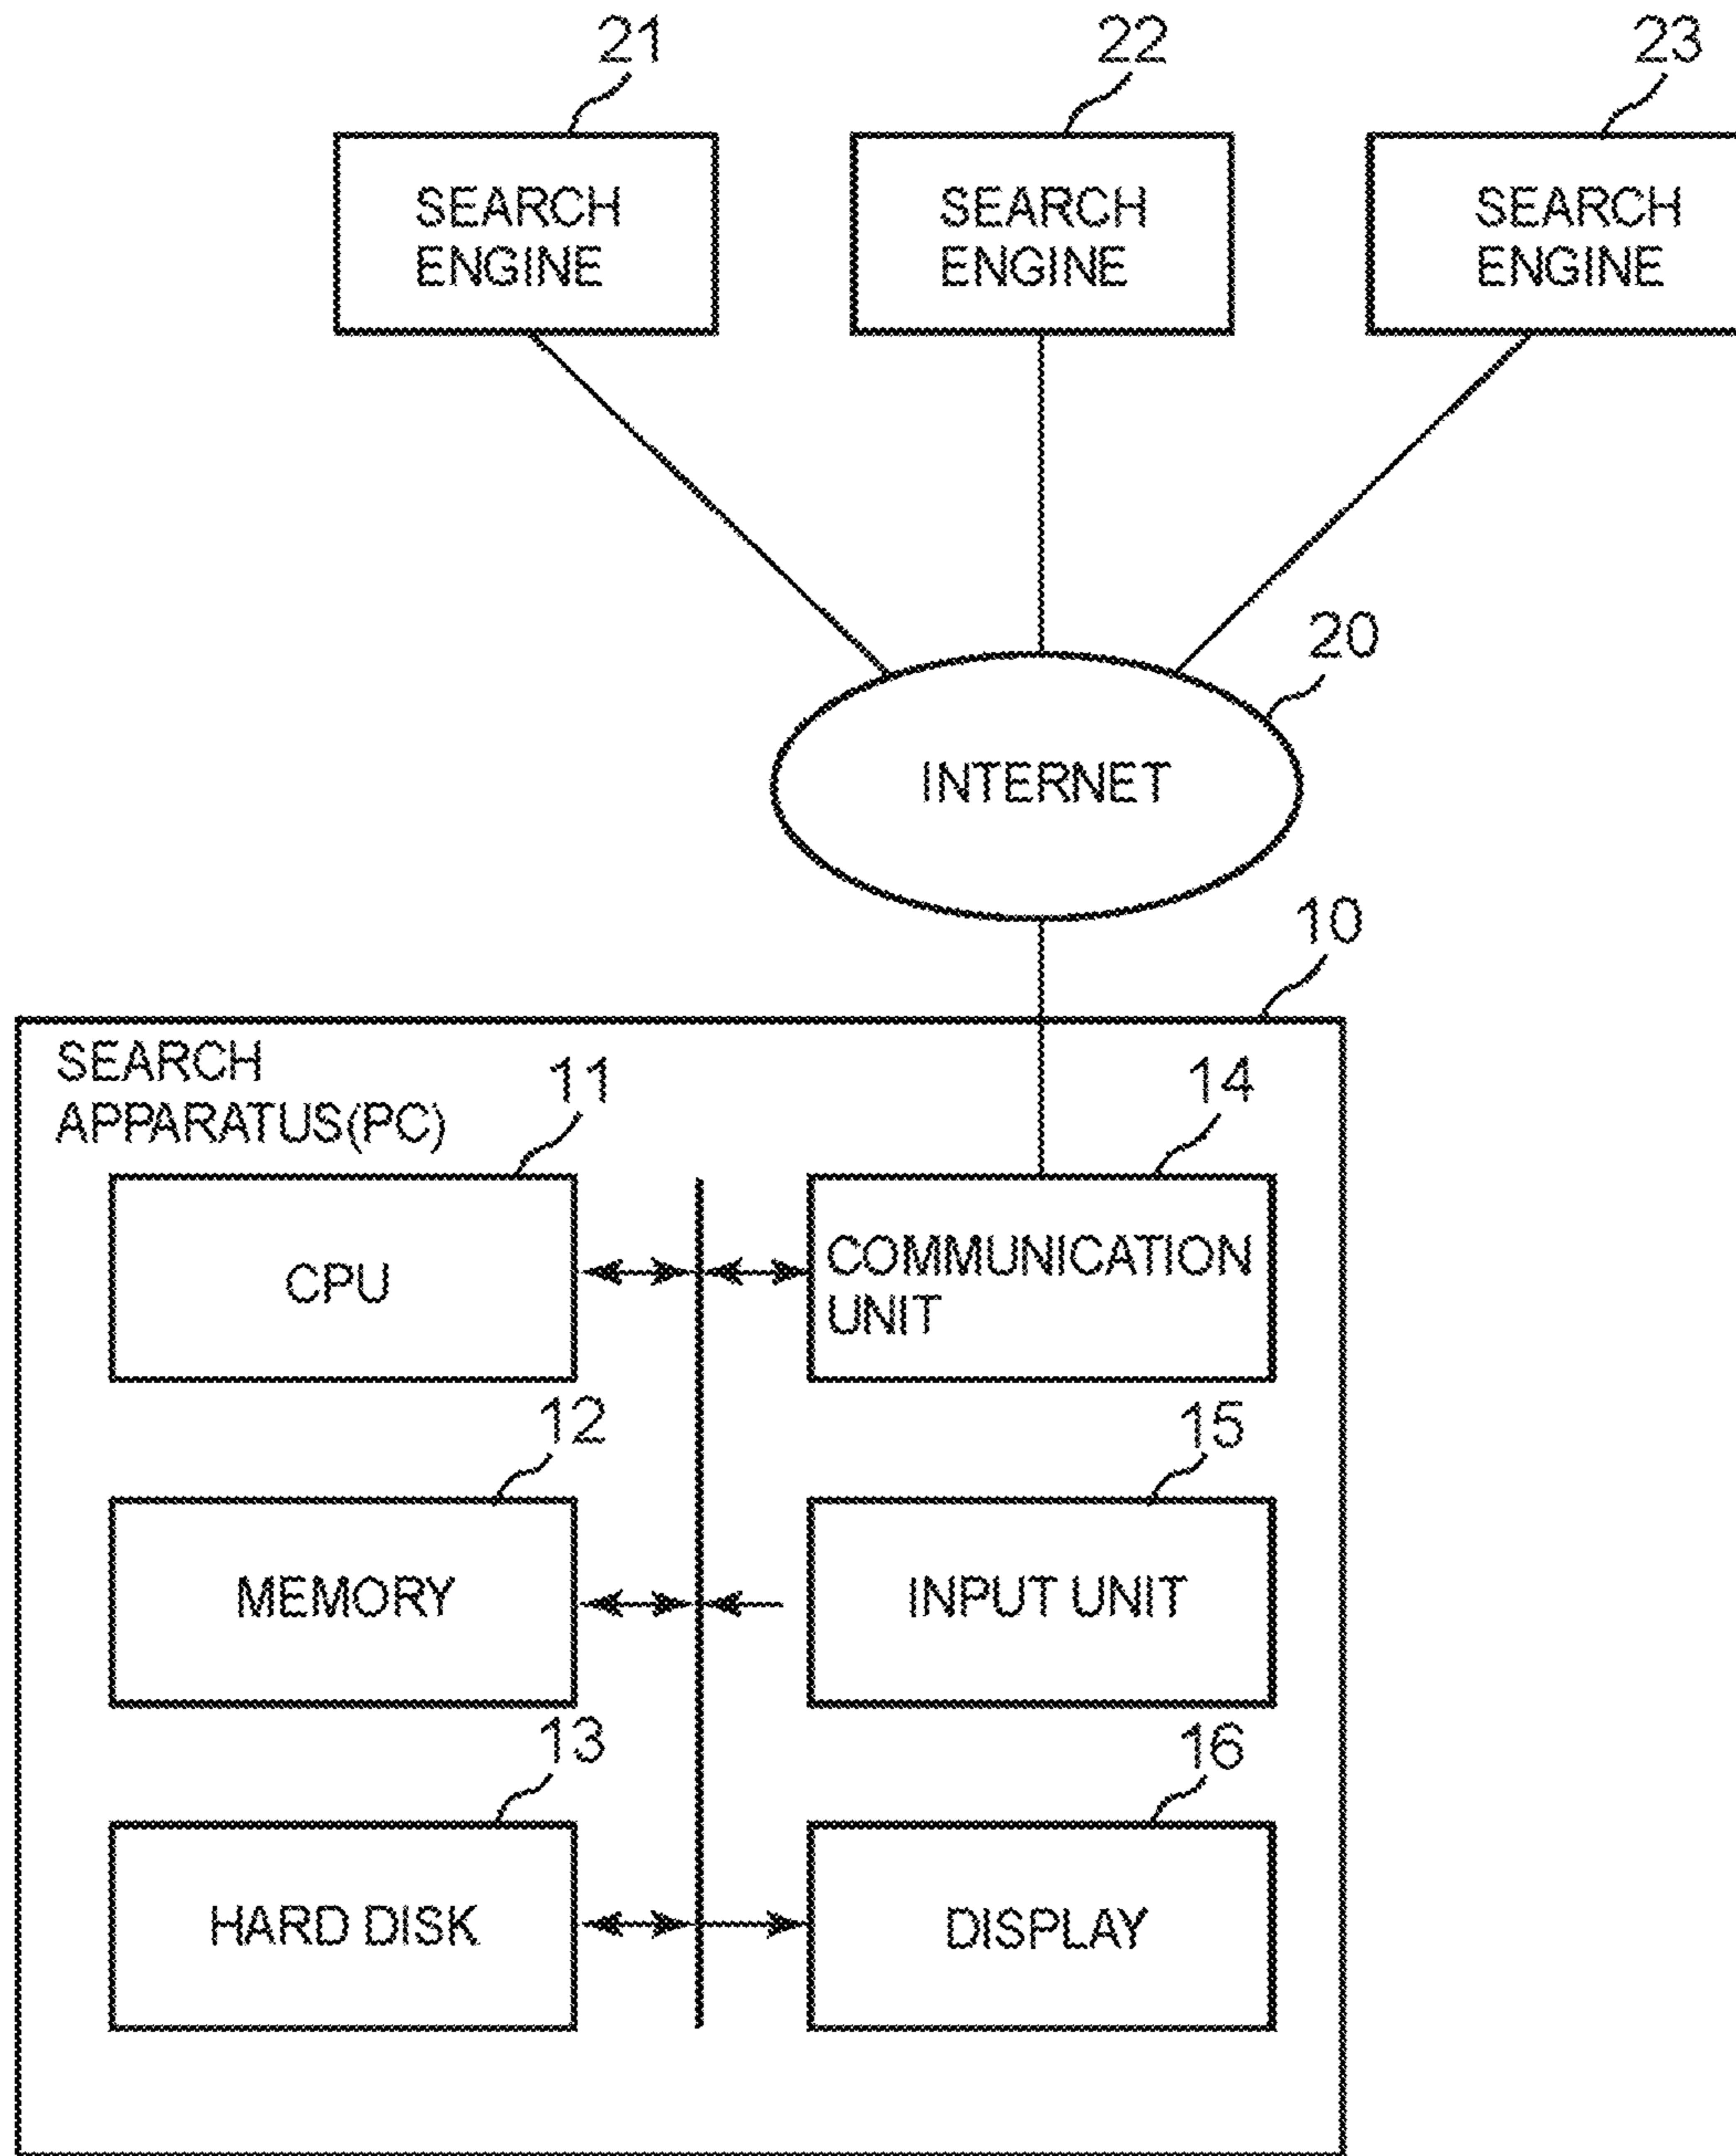 21
22
23
SEARCH
ENGINE
SEARCH
ENGINE
SEARCH
ENGINE
20
INTERNET
10
SEARCH
APPARATUS(PC)
11
14
CPU
COMMUNICATION
UNIT
12
15
MEMORY
INPUT UNIT
13
16
HARD DISK
DISPLAY